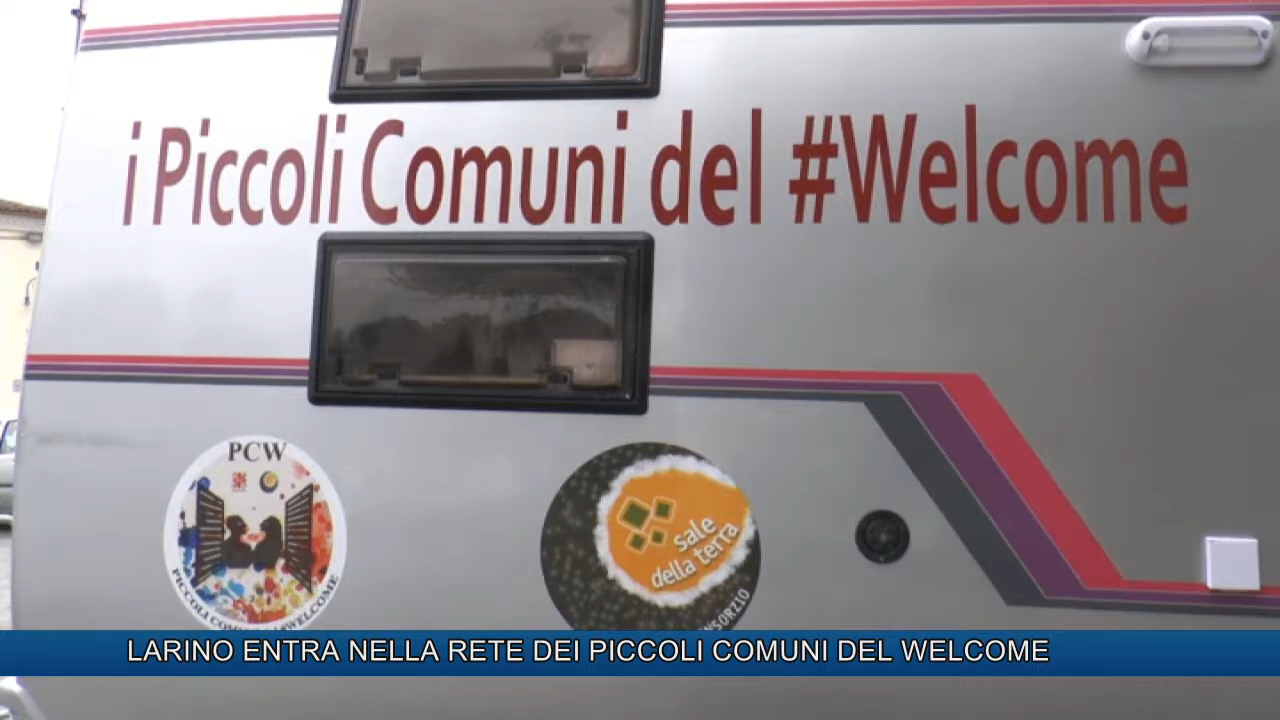 i Piccoli Comuni del #Welcome
PCW
sale
della terra
LARINO ENTRA NELLA RETE DEI PICCOLI COMUNI DEL WELCOME